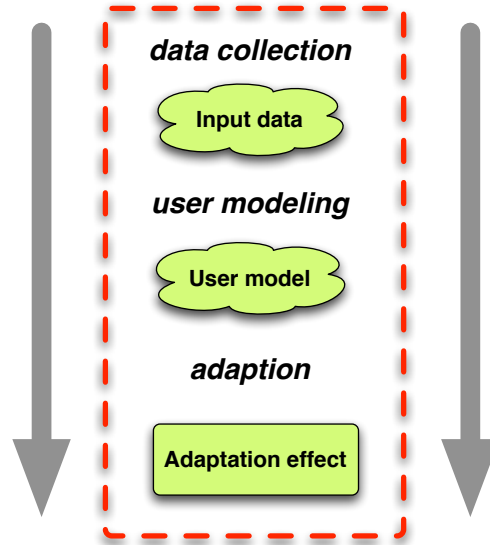 data collection
Input data
user modeling
User model
adaption
Adaptation effect